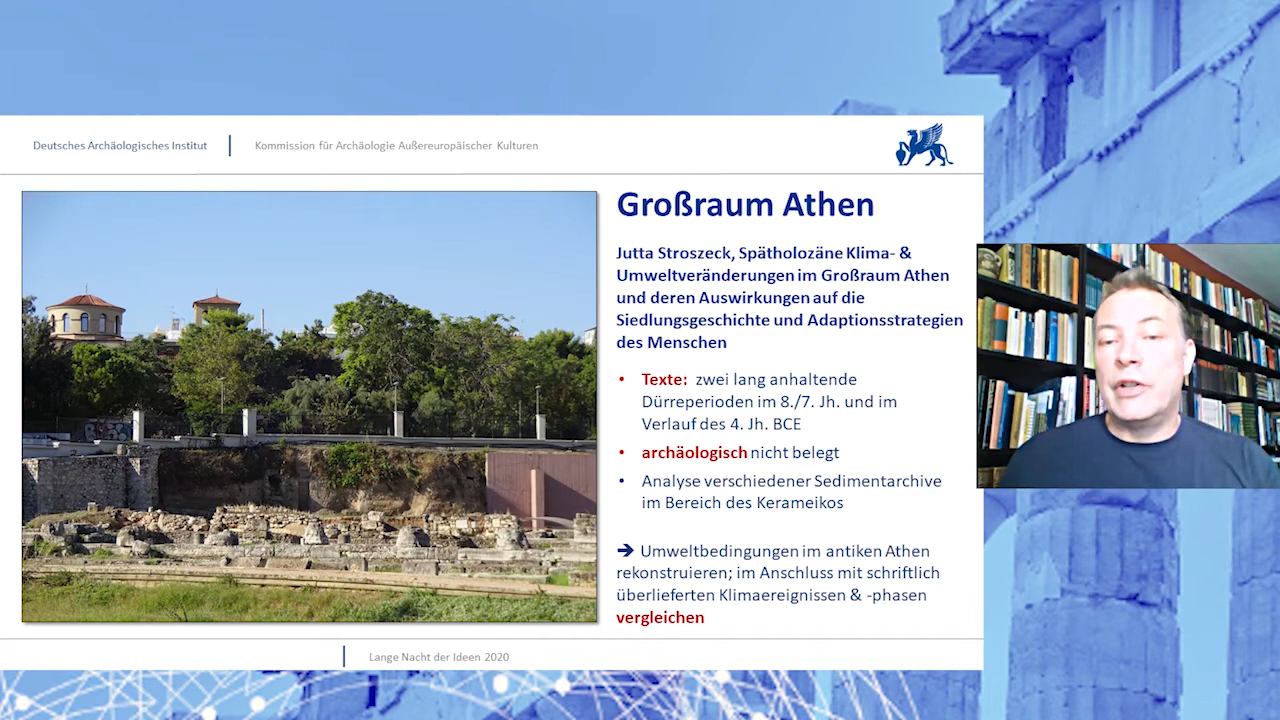 Deutsches Archäologisches Institut
Kommission für Archäologie Außereuropäischer Kulturen
Großraum Athen
Jutta Stroszeck, Spätholozäne Klima- &
Umweltveränderungen im Großraum Athen
und deren Auswirkungen auf die
Siedlungsgeschichte und Adaptionsstrategien
des Menschen
• Texte: zwei lang anhaltende
Dürreperioden im 8./7. Jh. und im
Verlauf des 4. Jh. BCE
• archäologisch nicht belegt
• Analyse verschiedener Sedimentarchive
im Bereich des Kerameikos
➔ Umweltbedingungen im antiken Athen
rekonstruieren; im Anschluss mit schriftlich
überlieferten Klimaereignissen & -phasen
vergleichen
Lange Nacht der Ideen 2020